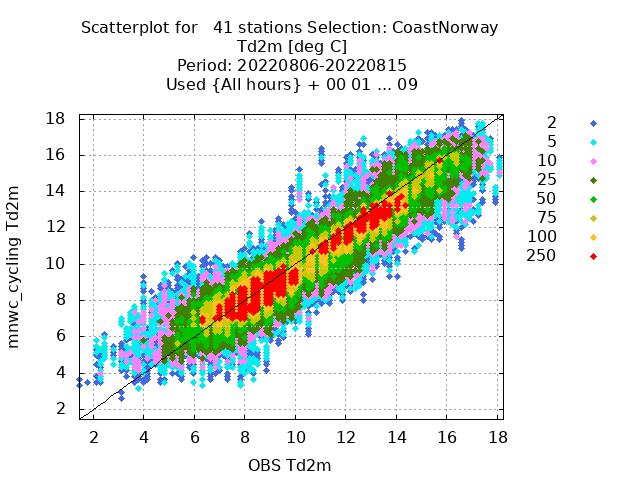 Scatterplot for   41 stations Selection: CoastNorway
Td2m [deg C]
Period: 20220806-20220815
Used {All hours} + 00 01 ... 09
18
16
14
12
10
8
6
4
2
mnwc_cycling Td2m
2 4 6 8 10 12 14 16 18
OBS Td2m
2
5
10
25
50
75
100
250